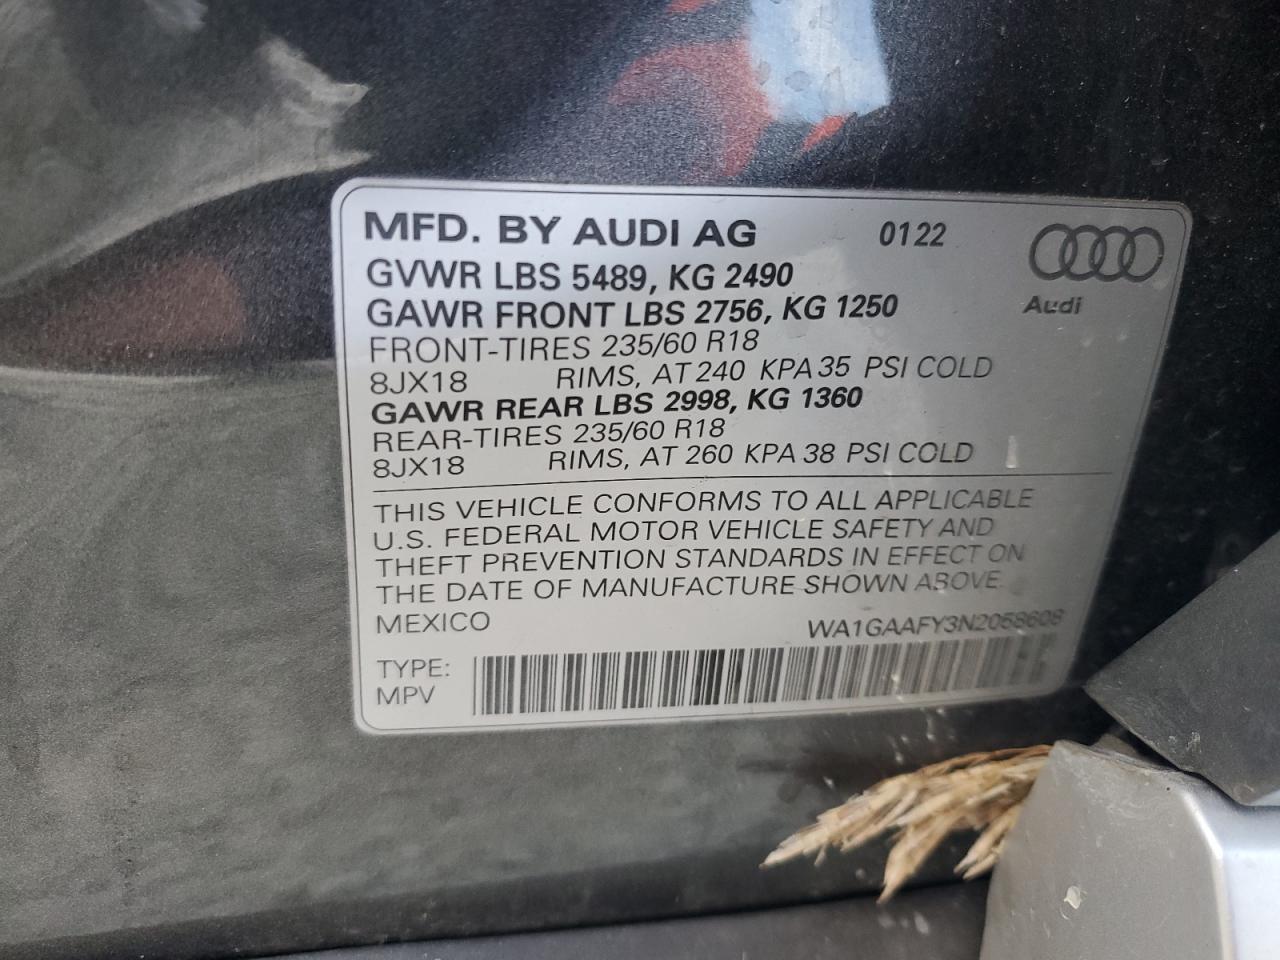 MFD. BY AUDI AG 0122
GVWR LBS 5489, KG 2490
GAWR FRONT LBS 2756, KG 1250
Audi
FRONT-TIRES 235/60 R18
8JX18 RIMS, AT 240 KPA 35 PSI COLD
GAWR REAR LBS 2998, KG 1360
REAR-TIRES 235/60 R18
8JX18 RIMS, AT 260 KPA 38 PSI COLD
THIS VEHICLE CONFORMS TO ALL APPLICABLE
U.S. FEDERAL MOTOR VEHICLE SAFETY AND
THEFT PREVENTION STANDARDS IN EFFECT ON
THE DATE OF MANUFACTURE SHOWN ABOVE.
MEXICO WA1GAAFY3N2058608
TYPE:
MPV